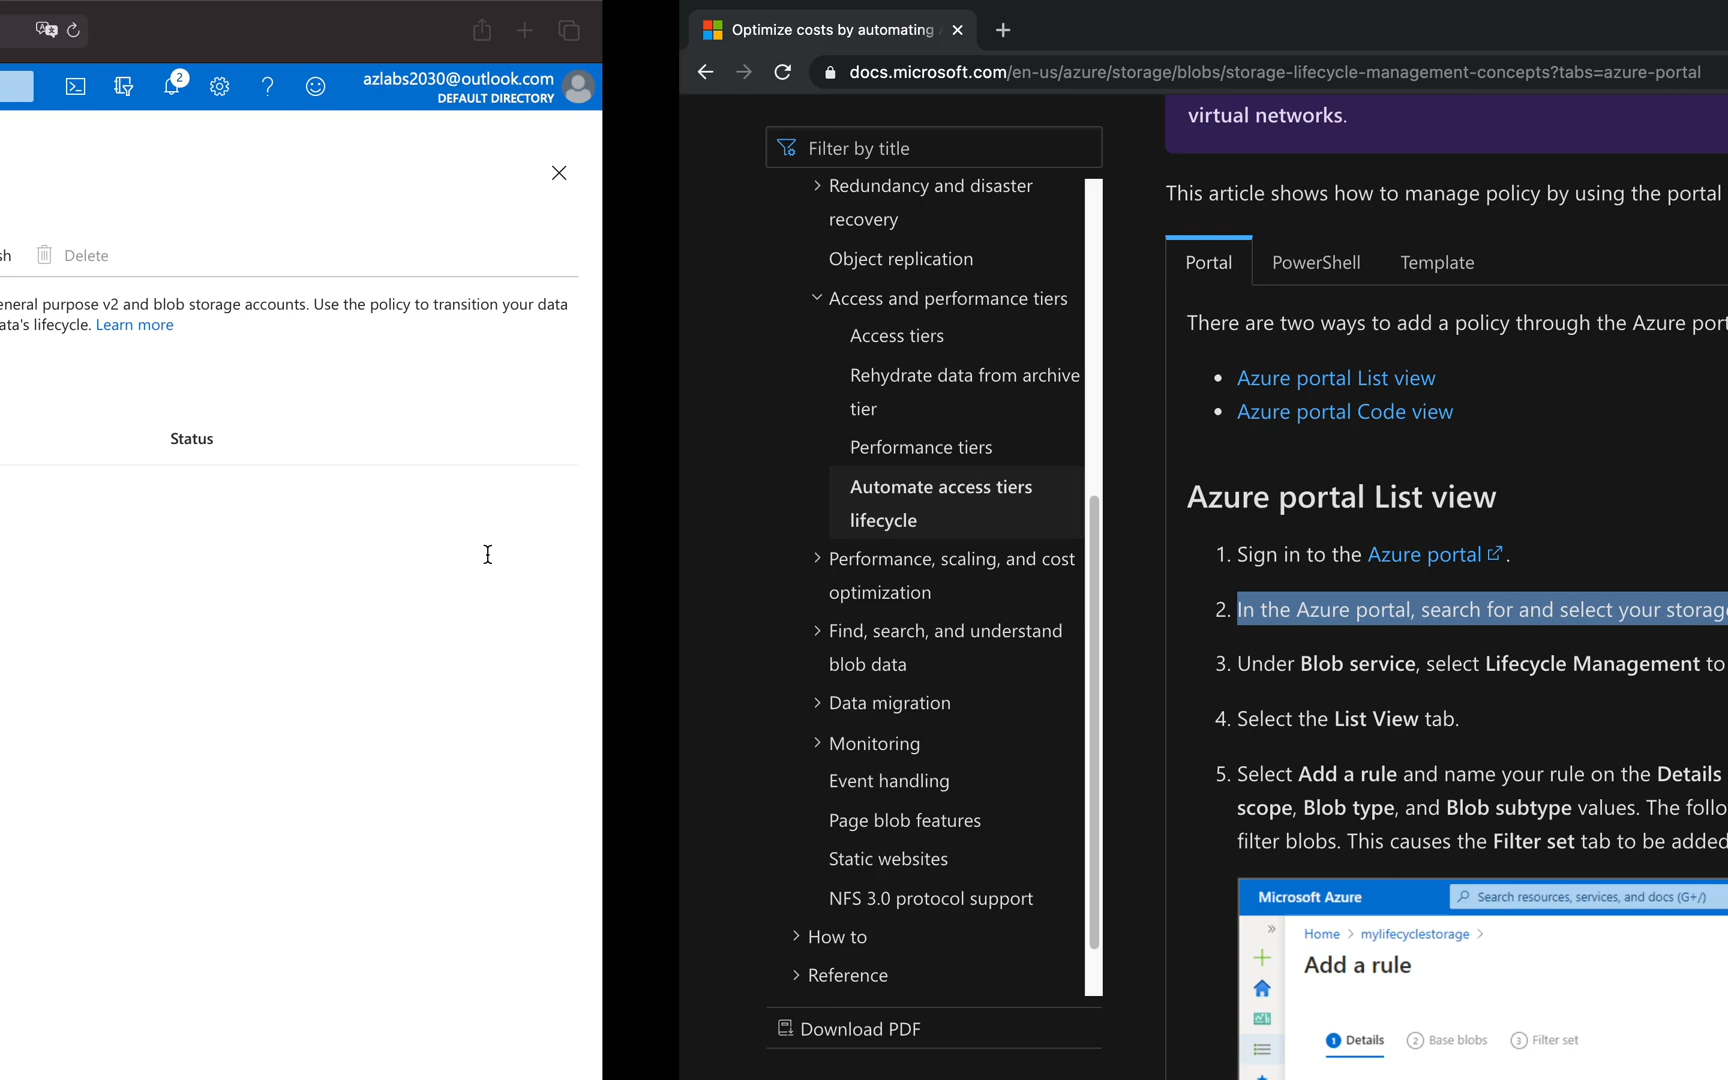 azlabs2030@outlook.com
DEFAULT DIRECTORY
2
sh
Delete
eneral purpose v2 and blob storage accounts. Use the policy to transition your data
ata's lifecycle. Learn more
Status
Optimize costs by automating
docs.microsoft.com/en-us/azure/storage/blobs/storage-lifecycle-management-concepts?tabs=azure-portal
Filter by title
Redundancy and disaster
recovery
Object replication
Access and performance tiers
Access tiers
Rehydrate data from archive
tier
Performance tiers
Automate access tiers
lifecycle
Performance, scaling, and cost
optimization
Find, search, and understand
blob data
Data migration
Monitoring
Event handling
Page blob features
Static websites
NFS 3.0 protocol support
How to
Reference
Download PDF
virtual networks.
This article shows how to manage policy by using the portal
Portal
PowerShell
Template
There are two ways to add a policy through the Azure port
Azure portal List view
Azure portal Code view
Azure portal List view
1. Sign in to the Azure portal .
2. In the Azure portal, search for and select your storage
3. Under Blob service, select Lifecycle Management to
4. Select the List View tab.
5. Select Add a rule and name your rule on the Details
scope, Blob type, and Blob subtype values. The follo
filter blobs. This causes the Filter set tab to be added
Microsoft Azure
Search resources, services, and docs (G+/)
Home > mylifecyclestorage >
Add a rule
1 Details
2 Base blobs
3 Filter set